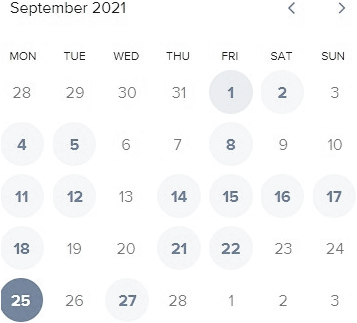 September 2021
MON TUE WED THU FRI SAT SUN
28 29 30 31 1 2 3
4 5 6 7 8 9 10
11 12 13 14 15 16 17
18 19 20 21 22 23 24
25 26 27 28 1 2 3